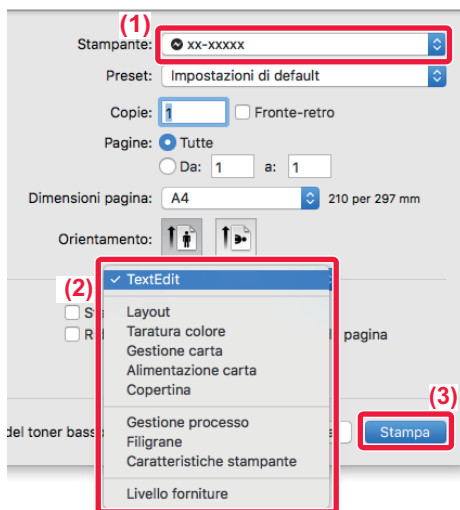 (1)
Stampante: xx-xxxxx
Preset: Impostazioni di default
Copie: 1 Fronte-retro
Pagine: Tutte
Da: 1 a: 1
Dimensioni pagina: A4 210 per 297 mm
Orientamento:
(2)
✓ TextEdit
Layout
Taratura colore
pagina
Gestione carta
Alimentazione carta
Copertina
(3)
Gestione processo
del toner Stampa
Filigrane
Caratteristiche stampante
Livello forniture